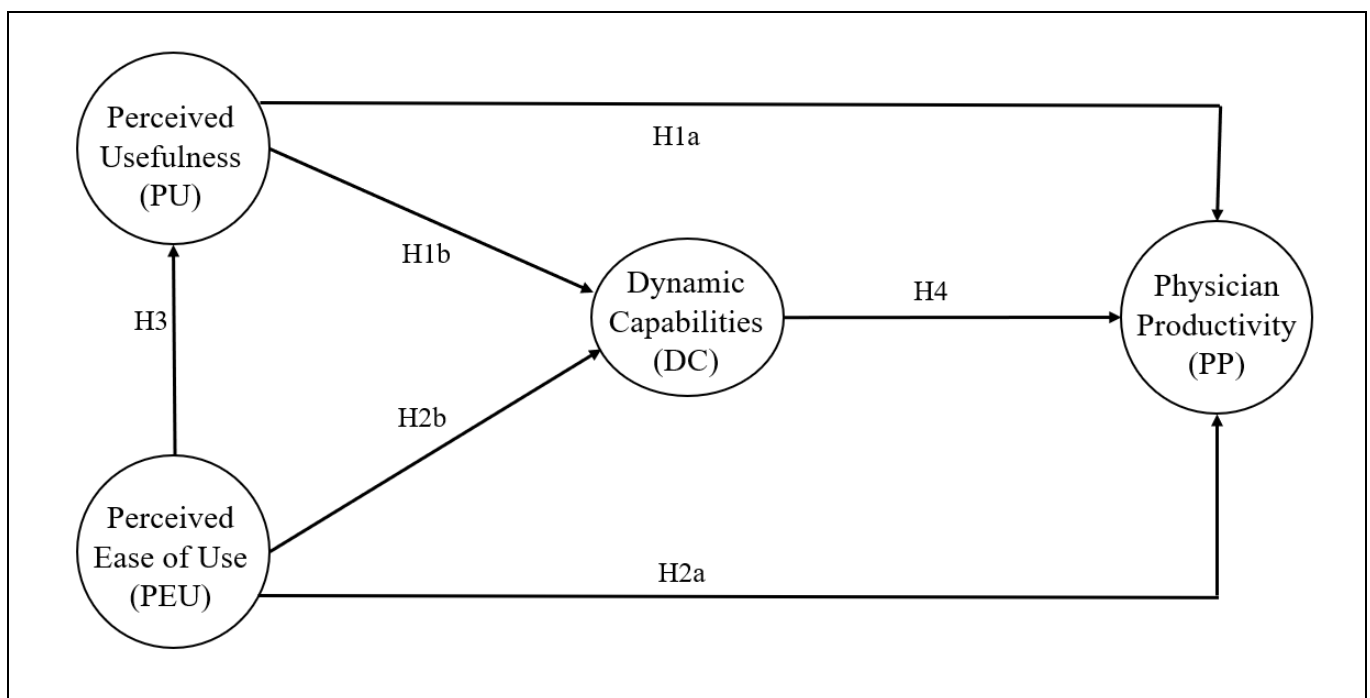 Perceived
Usefulness
(PU)
H1a
H1b
H3
Dynamic
Capabilities
(DC)
H4
Physician
Productivity
(PP)
H2b
Perceived
Ease of Use
(PEU)
H2a